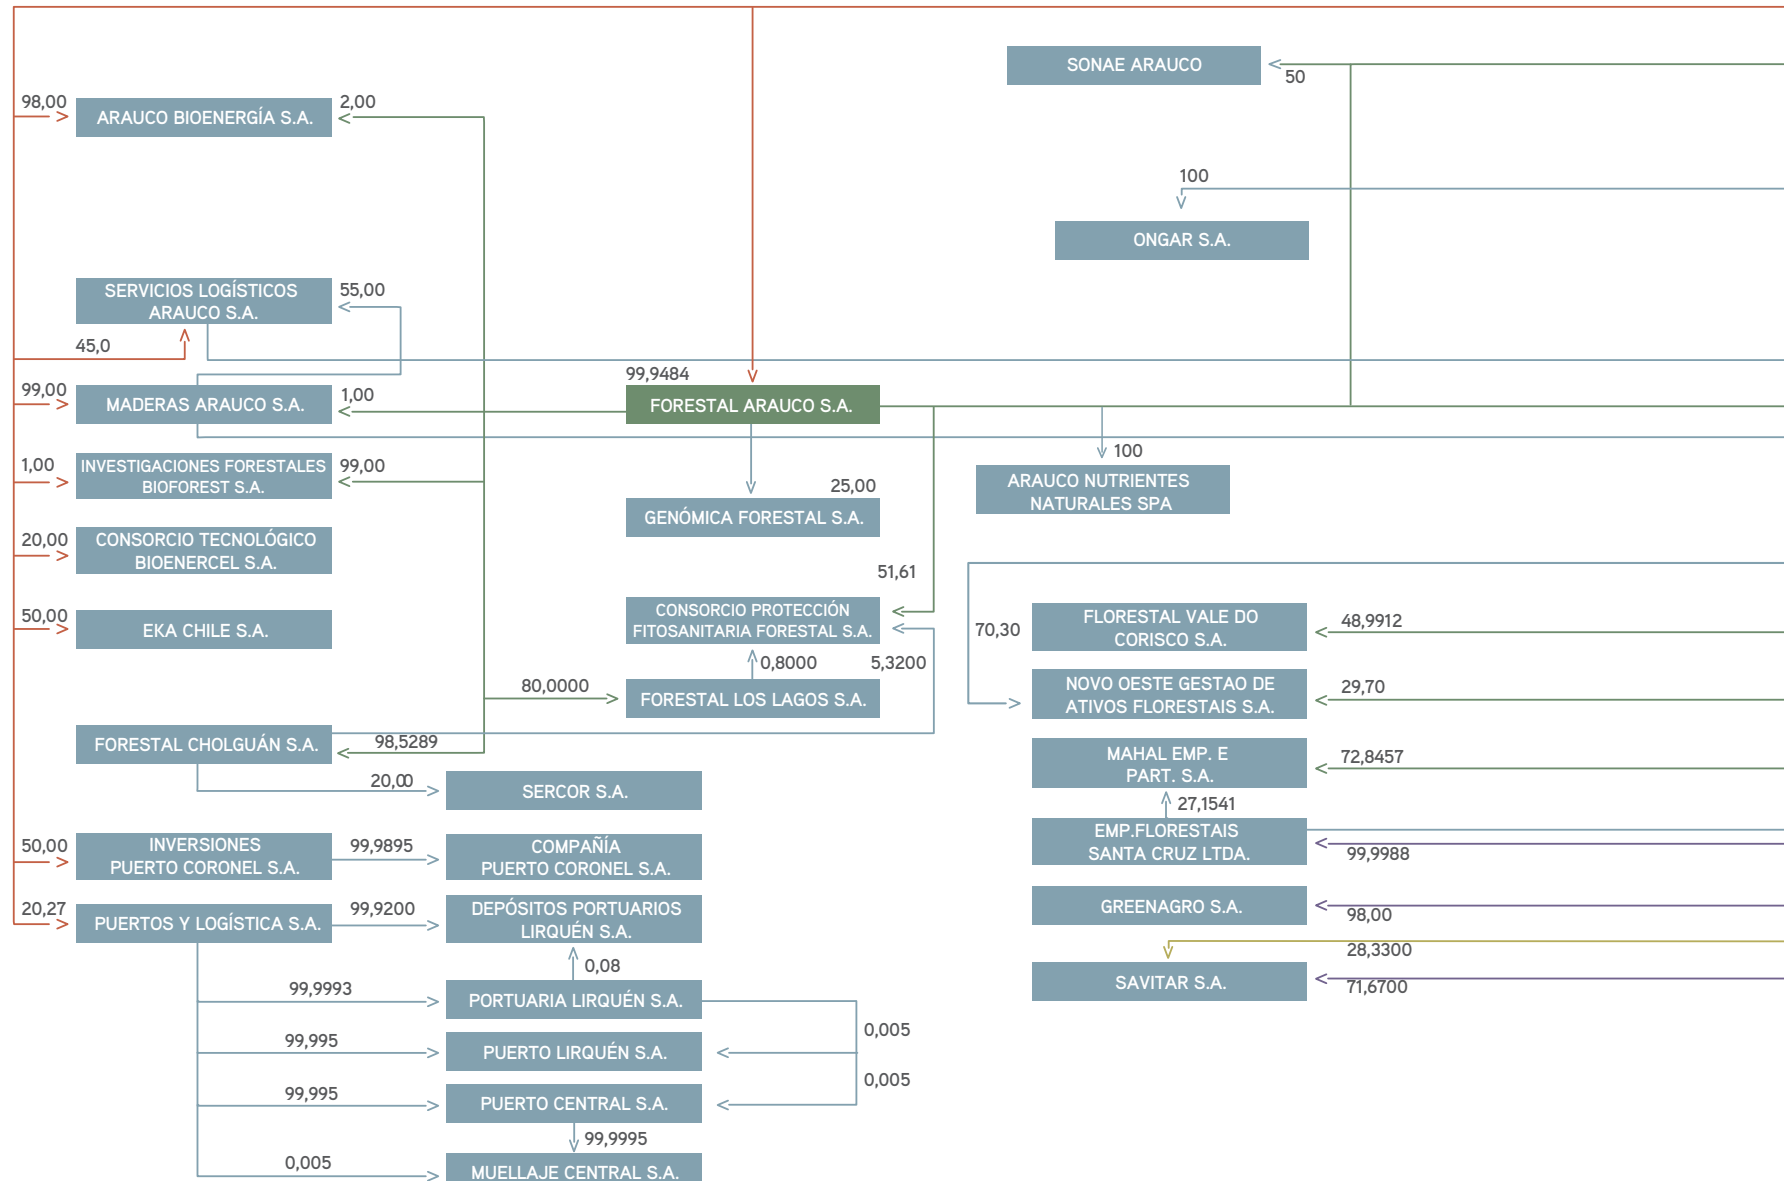 SONAE ARAUCO
50
98,00
ARAUCO BIOENERGÍA S.A.
2,00
100
ONGAR S.A.
SERVICIOS LOGÍSTICOS
ARAUCO S.A.
55,00
45,0
99,00
MADERAS ARAUCO S.A.
1,00
99,9484
FORESTAL ARAUCO S.A.
100
ARAUCO NUTRIENTES
NATURALES SPA
1,00
INVESTIGACIONES FORESTALES
BIOFOREST S.A.
99,00
25,00
GENÓMICA FORESTAL S.A.
20,00
CONSORCIO TECNOLÓGICO
BIOENERCEL S.A.
51,61
50,00
EKA CHILE S.A.
CONSORCIO PROTECCIÓN
FITOSANITARIA FORESTAL S.A.
70,30
FLORESTAL VALE DO
CORISCO S.A.
48,9912
0,8000
5,3200
80,0000
FORESTAL LOS LAGOS S.A.
NOVO OESTE GESTAO DE
ATIVOS FLORESTAIS S.A.
29,70
FORESTAL CHOLGUÁN S.A.
98,5289
MAHAL EMP. E
PART. S.A.
72,8457
20,00
SERCOR S.A.
27,1541
50,00
INVERSIONES
PUERTO CORONEL S.A.
99,9895
COMPAÑÍA
PUERTO CORONEL S.A.
EMP.FLORESTAIS
SANTA CRUZ LTDA.
99,9988
20,27
PUERTOS Y LOGÍSTICA S.A.
99,9200
DEPÓSITOS PORTUARIOS
LIRQUÉN S.A.
GREENAGRO S.A.
98,00
0,08
28,3300
SAVITAR S.A.
71,6700
99,9993
PORTUARIA LIRQUÉN S.A.
0,005
99,995
PUERTO LIRQUÉN S.A.
0,005
99,995
PUERTO CENTRAL S.A.
99,9995
0,005
MUELLAJE CENTRAL S.A.